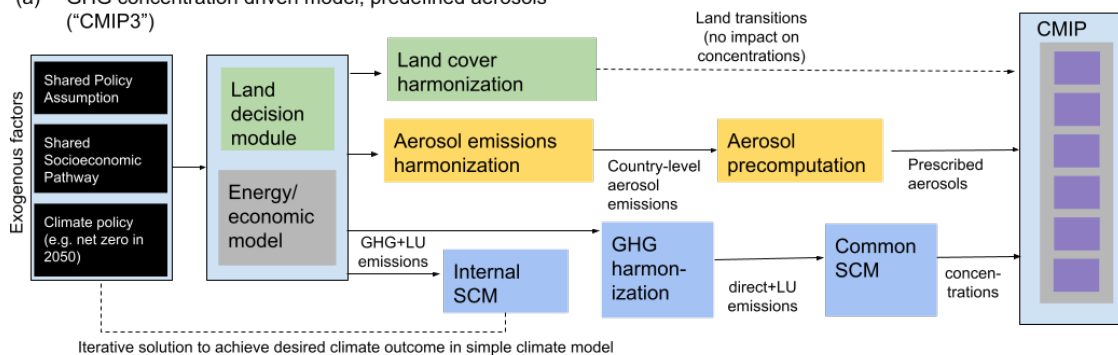 (a) GHG concentration driven model, predefined aerosols
("CMIP3")
Exogenous factors
Shared Policy
Assumption
Shared
Socioeconomic
Pathway
Climate policy
(e.g. net zero in
2050)
Land
decision
module
Energy/
economic
model
Land cover
harmonization
Land transitions
(no impact on
concentrations)
Aerosol emissions
harmonization
Country-level
aerosol
emissions
Aerosol
precomputation
Prescribed
aerosols
GHG+LU
emissions
Internal
SCM
GHG
harmon-
ization
direct+LU
emissions
Common
SCM
concen-
trations
CMIP
Iterative solution to achieve desired climate outcome in simple climate model